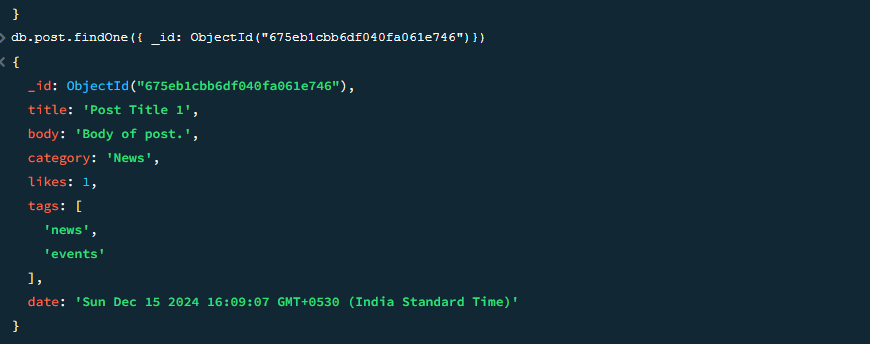 }
> db.post.findOne({ _id: ObjectId("675eb1cbb6df040fa061e746")})
< {
_id: ObjectId("675eb1cbb6df040fa061e746"),
title: 'Post Title 1',
body: 'Body of post.',
category: 'News',
likes: 1,
tags: [
'news',
'events'
],
date: 'Sun Dec 15 2024 16:09:07 GMT+0530 (India Standard Time)'
}